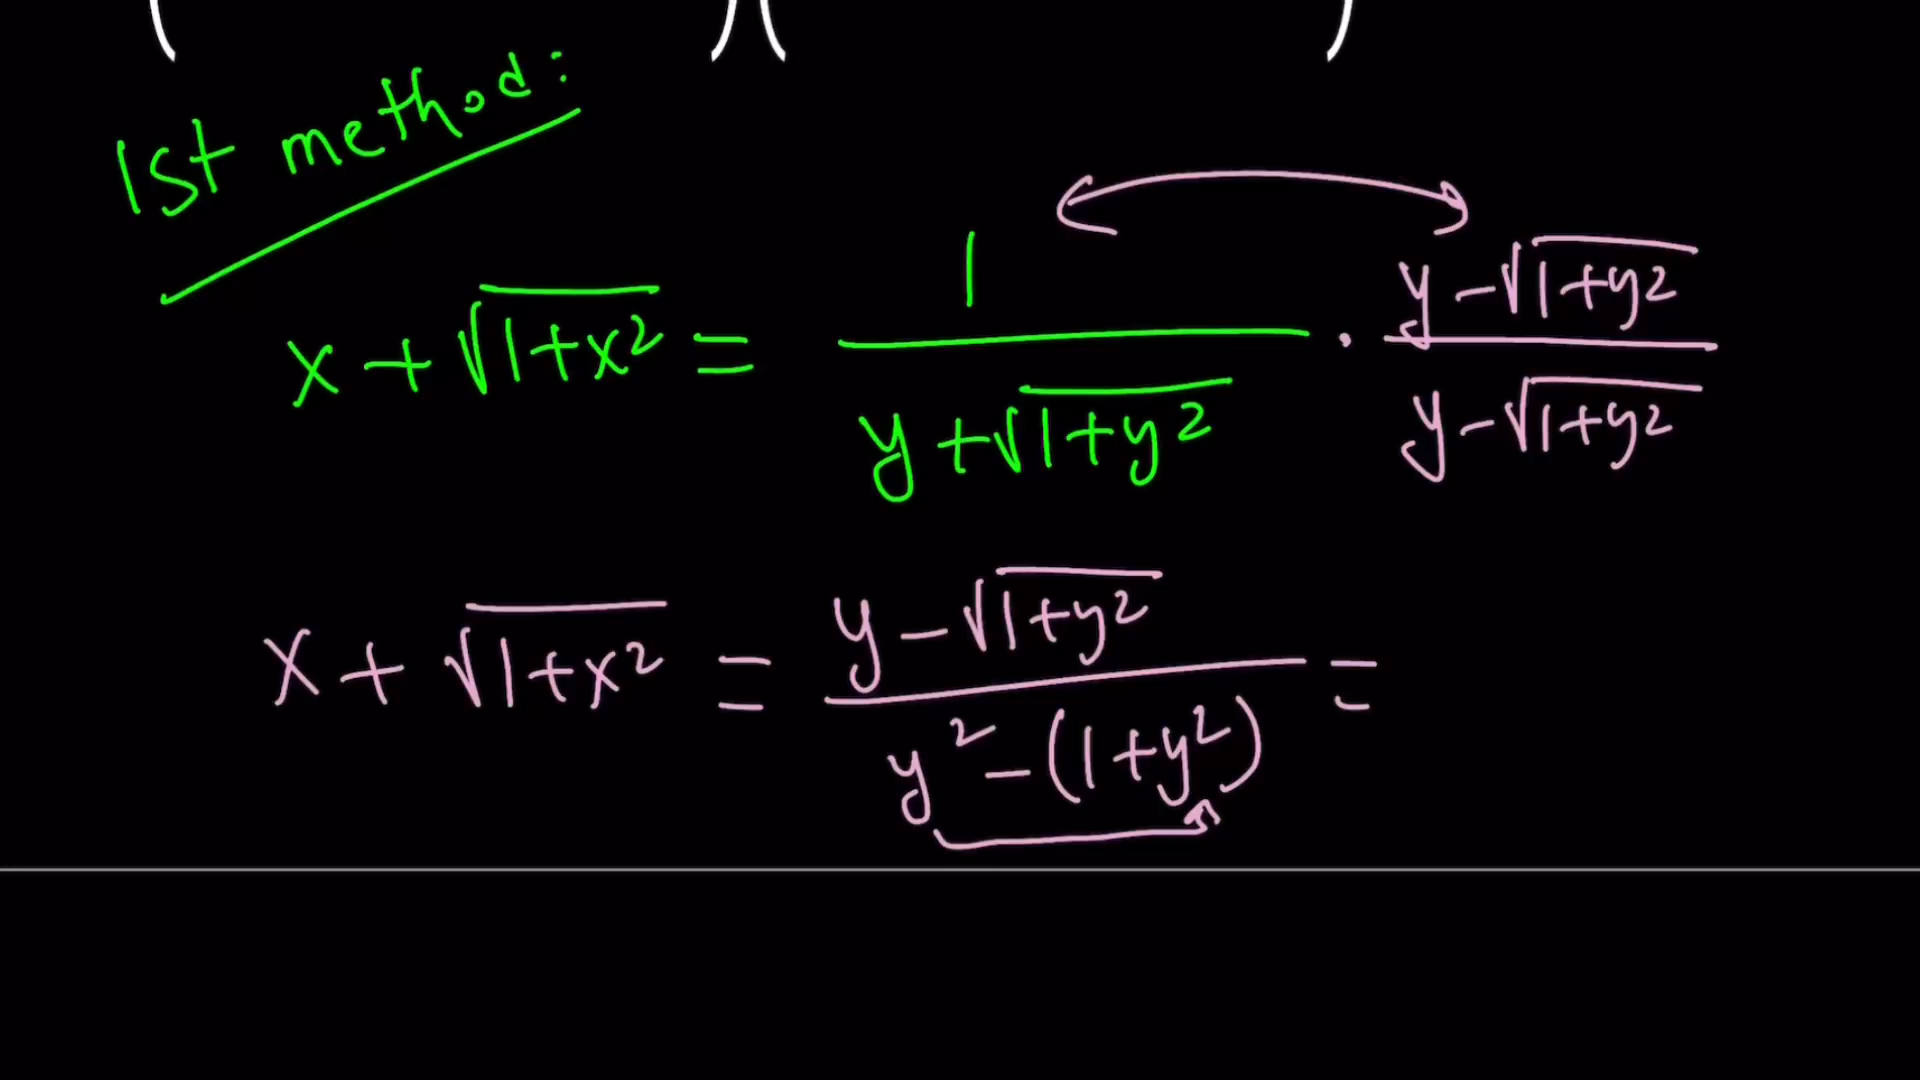 (                    )(                    )
1st method:
x + √(1+x²) = 1/(y + √(1+y²)) · (y - √(1+y²))/(y - √(1+y²))
x + √(1+x²) = (y - √(1+y²))/(y² - (1+y²)) =